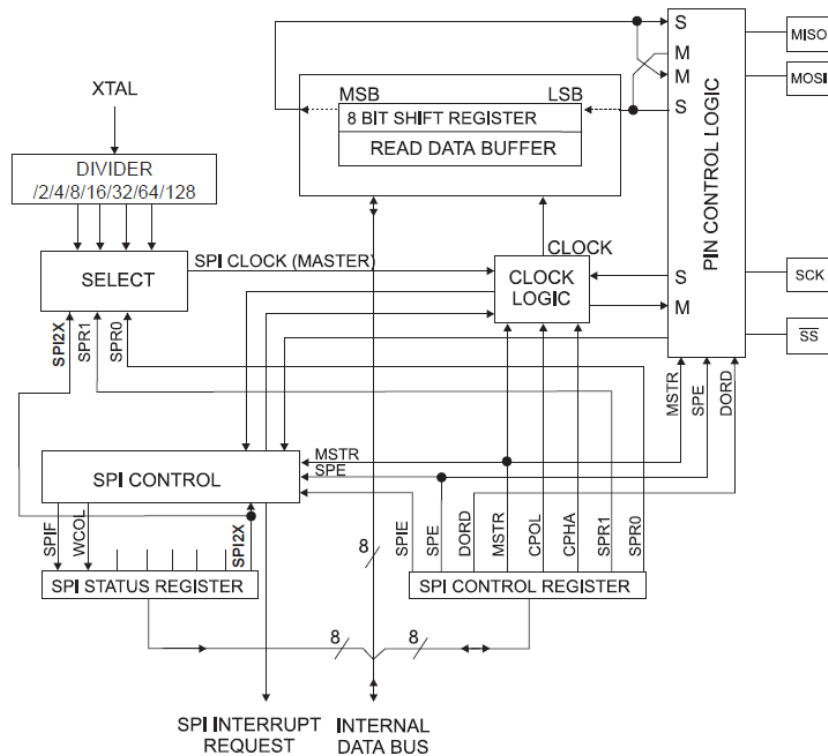 S
MISO
M
M
MOSI
XTAL
MSB
LSB
S
8 BIT SHIFT REGISTER
READ DATA BUFFER
DIVIDER
/2/4/8/16/32/64/128
PIN CONTROL LOGIC
CLOCK
SPI CLOCK (MASTER)
SELECT
CLOCK
LOGIC
S
M
SCK
SS
SPI2X
SPR1
SPR0
MSTR
SPE
DORD
MSTR
SPE
SPI CONTROL
SPIF
WCOL
SPI2X
SPIE
SPE
DORD
MSTR
CPOL
CPHA
SPR1
SPR0
8
SPI STATUS REGISTER
SPI CONTROL REGISTER
8
8
SPI INTERRUPT
REQUEST
INTERNAL
DATA BUS